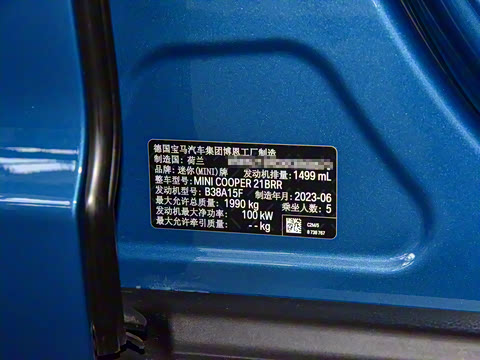 德国宝马汽车集团博恩工厂制造
制造国: 荷兰
品牌: 迷你(MINI)牌 发动机排量: 1499 mL
整车型号: MINI COOPER 21BRR
发动机型号: B38A15F 制造年月: 2023-06
最大允许总质量: 1990 kg 乘坐人数: 5
发动机最大净功率: 100 kW
最大允许牵引质量: -- kg